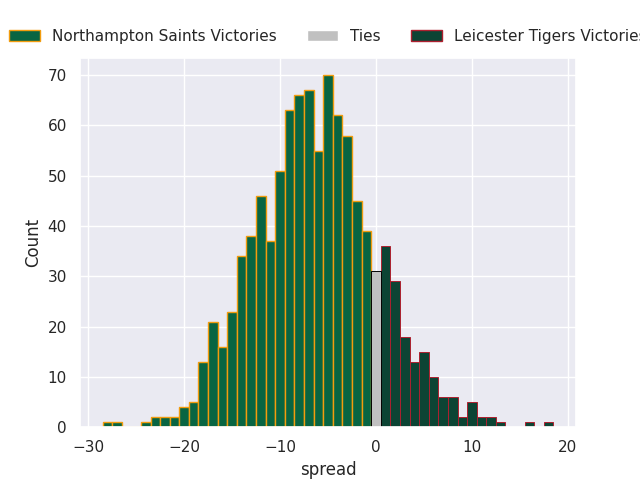 Northampton Saints Victories Ties Leicester Tigers Victories
70
60
50
40
30
20
10
0
Count
−30 −20 −10 0 10 20
spread